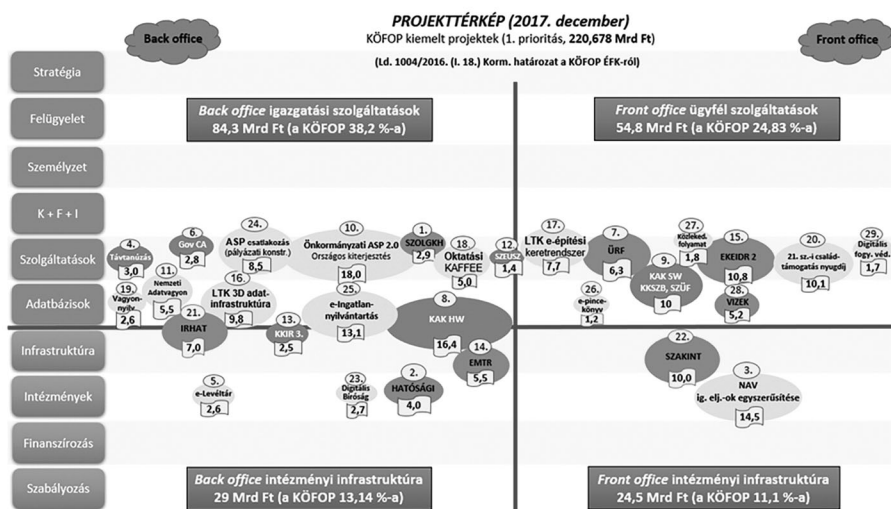 PROJEKTTÉRKÉP (2017. december)
KÖFOP kiemelt projektek (1. prioritás, 220,678 Mrd Ft)
(Ld. 1004/2016. (I. 18.) Korm. határozat a KÖFOP ÉFK-ról)
Back office
Front office
Stratégia
Felügyelet
Személyzet
K + F + I
Szolgáltatások
Adatbázisok
Infrastruktúra
Intézmények
Finanszírozás
Szabályozás
Back office igazgatási szolgáltatások
84,3 Mrd Ft (a KÖFOP 38,2 %-a)
Front office ügyfél szolgáltatások
54,8 Mrd Ft (a KÖFOP 24,83 %-a)
4.
Távtanúzás
3,0
6.
Gov CA
2,8
24.
ASP csatlakozás
(pályázati konstr.)
8,5
10.
Önkormányzati ASP 2.0
Országos kiterjesztés
18,0
1.
SZOLGKH
2,9
18.
Oktatási
KAFFEE
5,0
12.
SZEUSZ
1,4
17.
LTK e-építési
keretrendszer
7,7
7.
ÜRF
6,3
27.
Közleked.
folyamat
1,8
9.
KAK SW
KKSZB, SZÜF
10
15.
EKEIDR 2
10,8
20.
21. sz.-i család-
támogatás nyugdíj
10,1
29.
Digitális
fogy. véd.
1,7
19.
Vagyon-
nyilv.
2,6
11.
Nemzeti
Adatvagyon
5,5
16.
LTK 3D adat-
infrastruktúra
9,8
21.
IRHAT
7,0
13.
KKIR 3.
2,5
25.
e-Ingatlan-
nyilvántartás
13,1
8.
KAK HW
16,4
26.
e-pince-
könyv
1,2
28.
VIZEK
5,2
14.
EMTR
5,5
22.
SZAKINT
10,0
5.
e-Levéltár
2,6
23.
Digitális
Bíróság
2,7
2.
HATÓSÁGI
4,0
3.
NAV
ig. elj.-ok egyszerűsítése
14,5
Back office intézményi infrastruktúra
29 Mrd Ft (a KÖFOP 13,14 %-a)
Front office intézményi infrastruktúra
24,5 Mrd Ft (a KÖFOP 11,1 %-a)